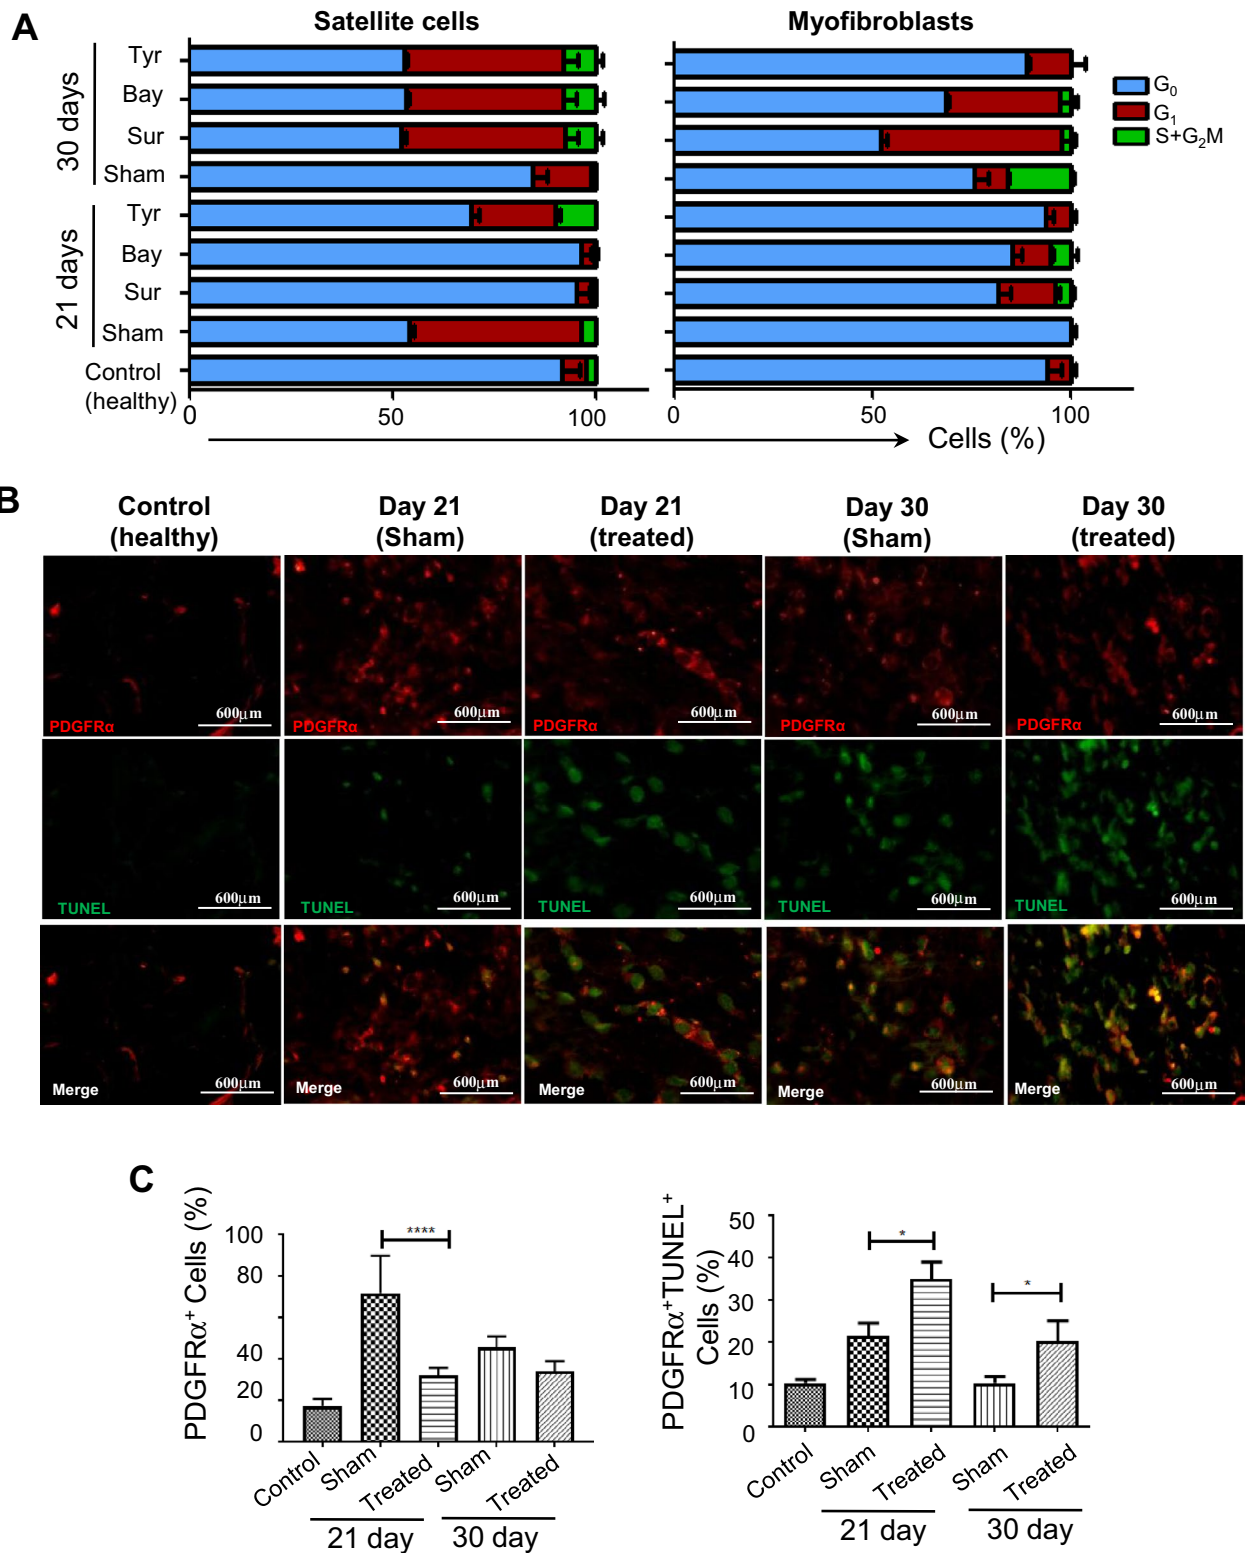 A
Satellite cells
Myofibroblasts
30 days
Tyr
Bay
Sur
Sham
21 days
Tyr
Bay
Sur
Sham
Control
(healthy)
0
50
100
0
50
100
Cells (%)
G₀
G₁
S+G₂M
B
Control
(healthy)
Day 21
(Sham)
Day 21
(treated)
Day 30
(Sham)
Day 30
(treated)
PDGFRα
600µm
PDGFRα
600µm
PDGFRα
600µm
PDGFRα
600µm
PDGFRα
600µm
TUNEL
600µm
TUNEL
600µm
TUNEL
600µm
TUNEL
600µm
TUNEL
600µm
Merge
600µm
Merge
600µm
Merge
600µm
Merge
600µm
Merge
600µm
C
PDGFRα⁺ Cells (%)
100
80
40
20
0
****
Control
Sham
Treated
Sham
Treated
21 day
30 day
PDGFRα⁺TUNEL⁺
Cells (%)
50
40
30
20
10
0
*
*
Control
Sham
Treated
Sham
Treated
21 day
30 day